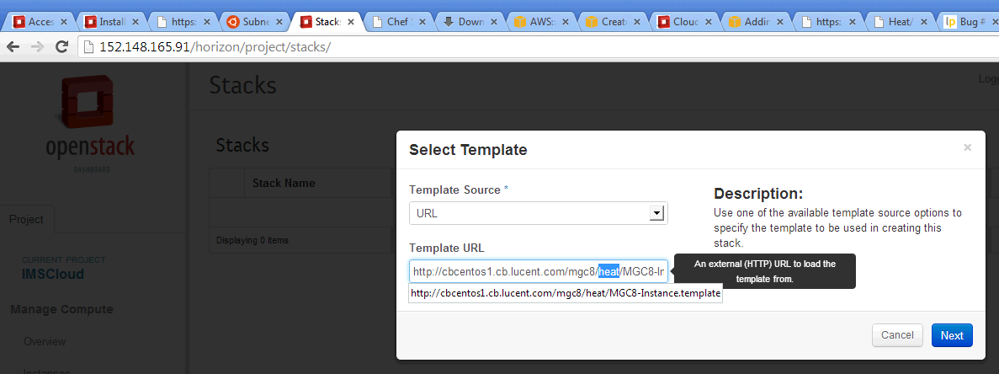 Acces
Install
https:
Subne
Stacks
Chef S
Down
AWS::
Create
Cloud
Addir
https:
Heat/
Bug #
152.148.165.91/horizon/project/stacks/
openstack
DASHBOARD
Project
CURRENT PROJECT
IMSCloud
Manage Compute
Overview
Instances
Stacks
Logg
Stacks
Stack Name
Displaying 0 items
Select Template
×
Template Source *
URL
Template URL
http://cbcentos1.cb.lucent.com/mgc8/heat/MGC8-In
http://cbcentos1.cb.lucent.com/mgc8/heat/MGC8-Instance.template
Description:
Use one of the available template source options to
specify the template to be used in creating this
stack.
An external (HTTP) URL to load the
template from.
Cancel
Next